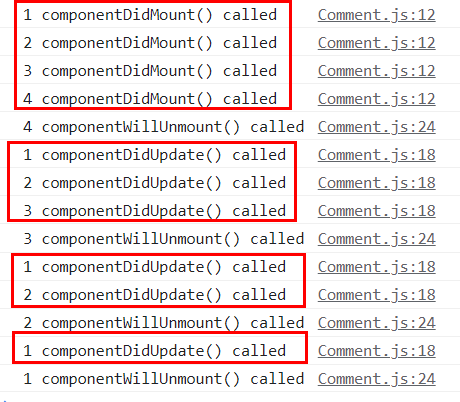 1 componentDidMount() called Comment.js:12
2 componentDidMount() called Comment.js:12
3 componentDidMount() called Comment.js:12
4 componentDidMount() called Comment.js:12
4 componentWillUnmount() called Comment.js:24
1 componentDidUpdate() called Comment.js:18
2 componentDidUpdate() called Comment.js:18
3 componentDidUpdate() called Comment.js:18
3 componentWillUnmount() called Comment.js:24
1 componentDidUpdate() called Comment.js:18
2 componentDidUpdate() called Comment.js:18
2 componentWillUnmount() called Comment.js:24
1 componentDidUpdate() called Comment.js:18
1 componentWillUnmount() called Comment.js:24